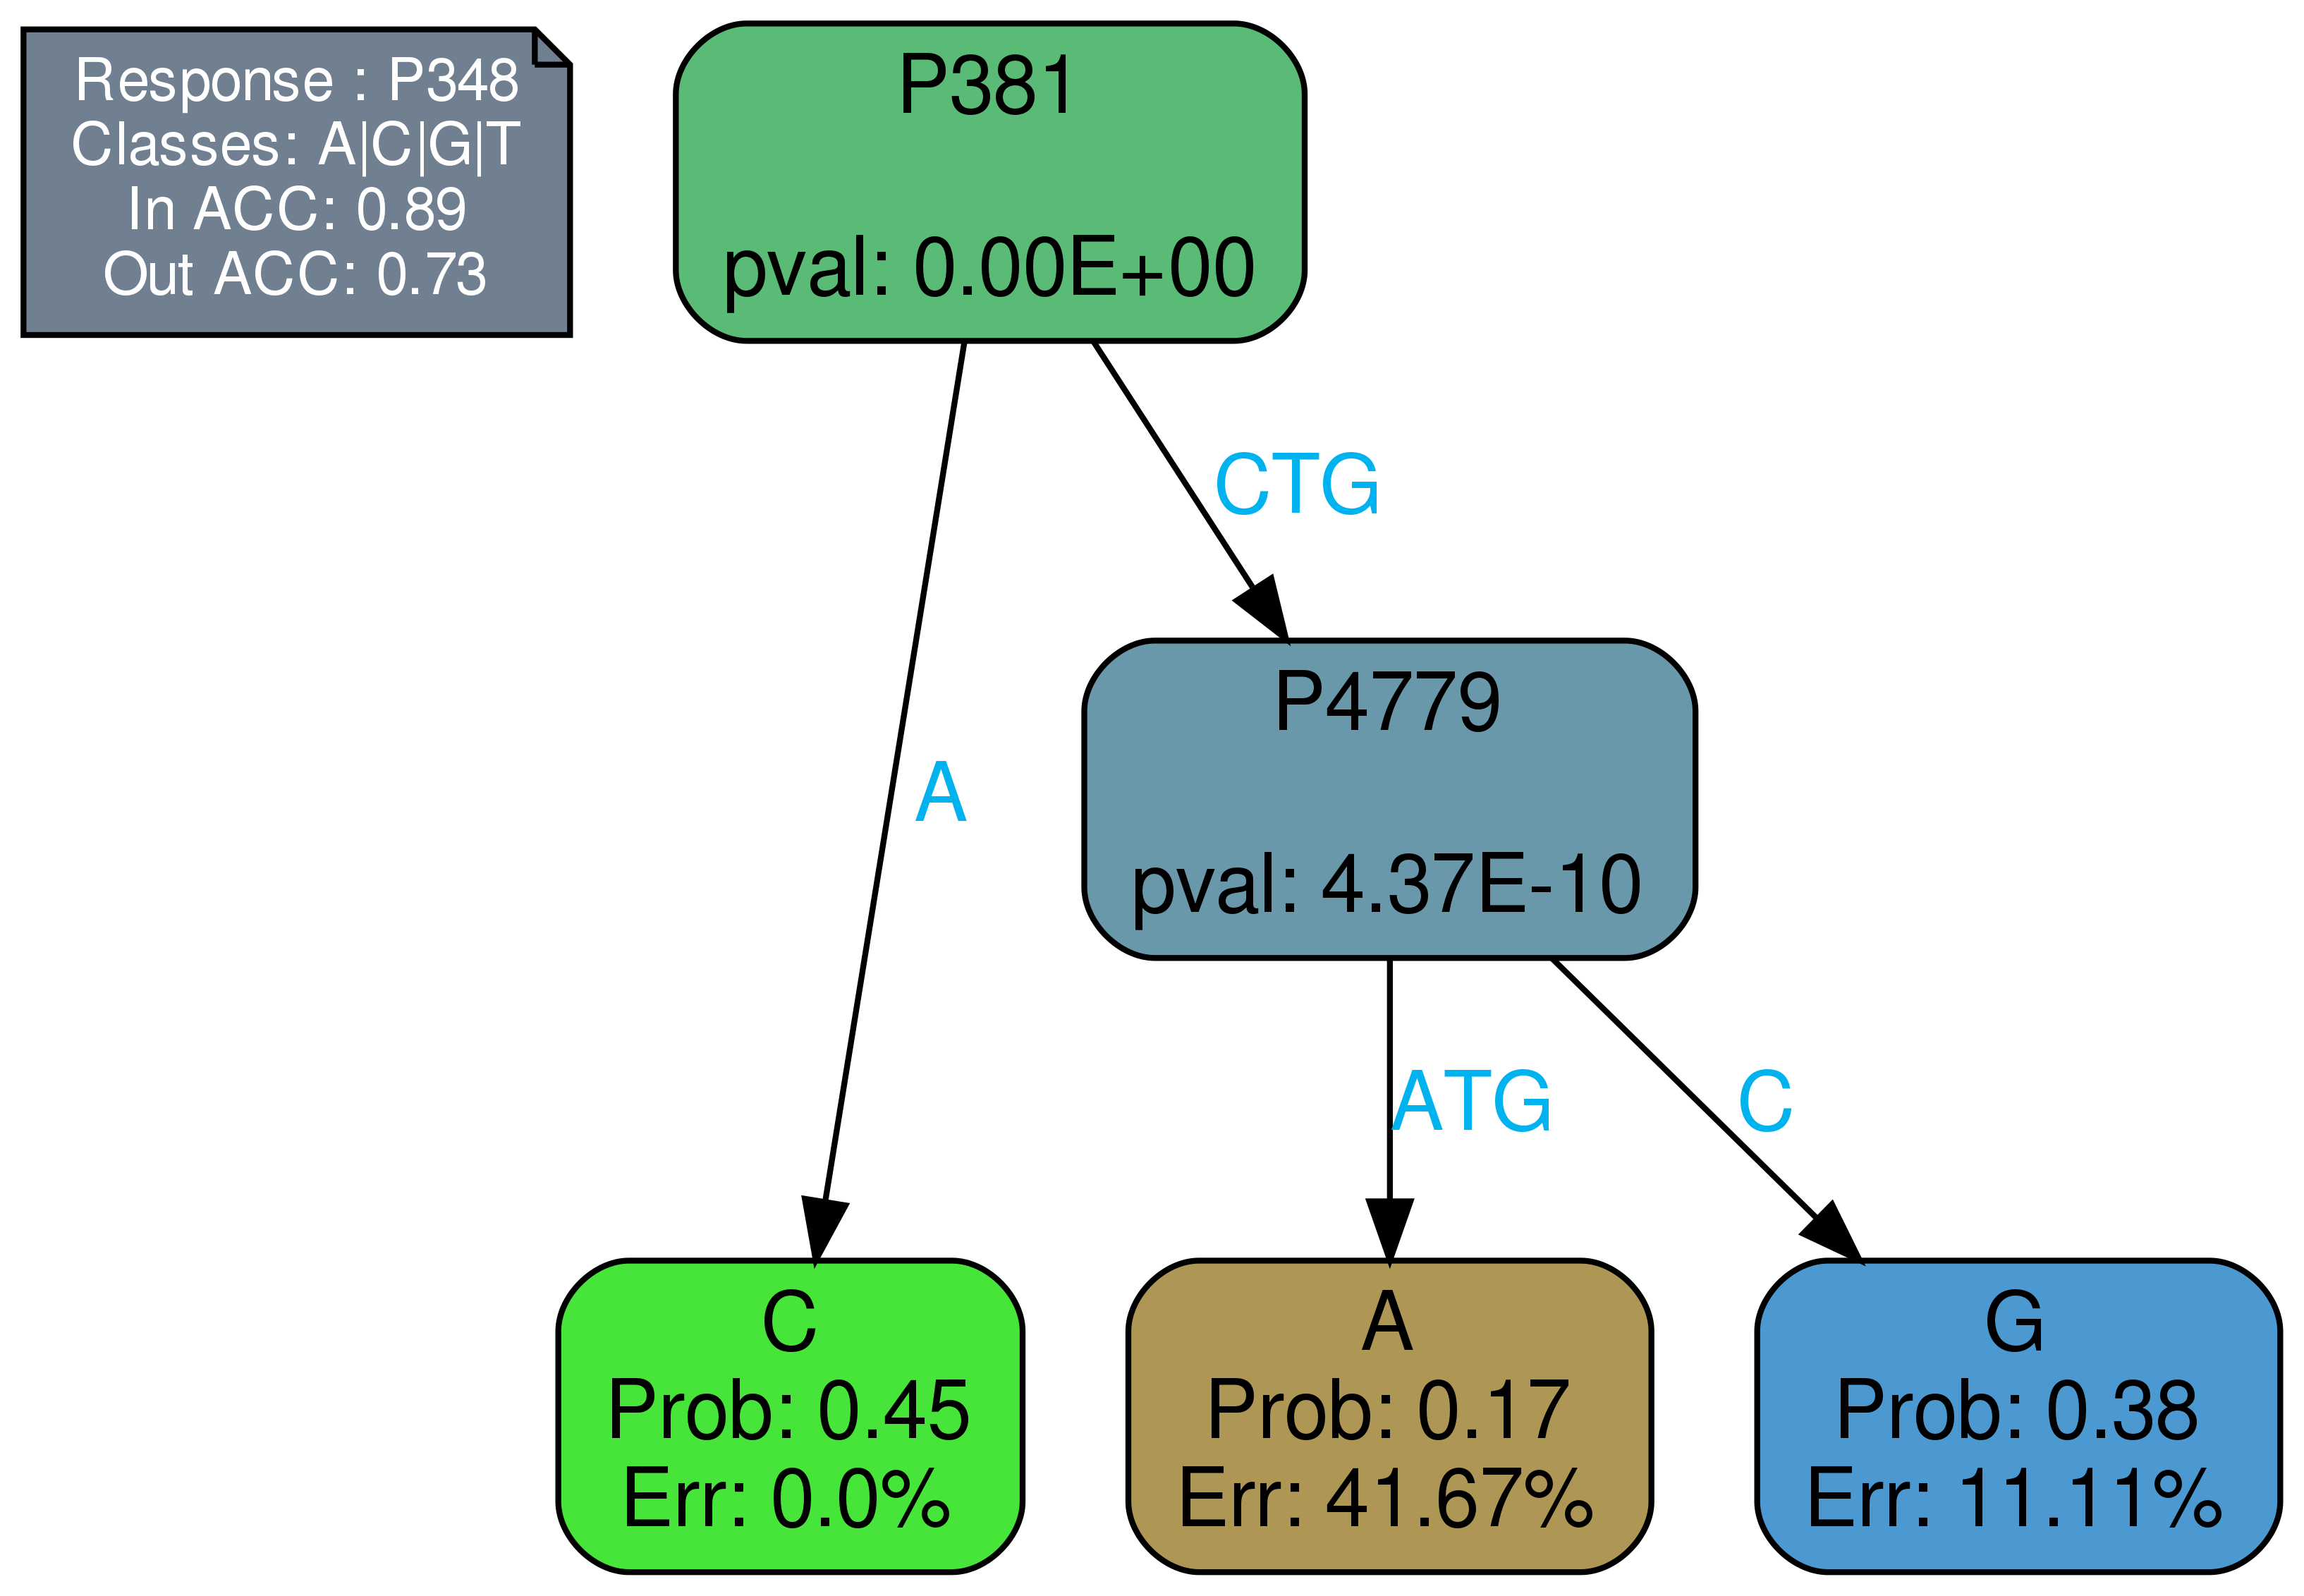 Response : P348
Classes: A|C|G|T
In ACC: 0.89
Out ACC: 0.73
P381
pval: 0.00E+00
CTG
A
P4779
pval: 4.37E-10
ATG
C
C
Prob: 0.45
Err: 0.0%
A
Prob: 0.17
Err: 41.67%
G
Prob: 0.38
Err: 11.11%